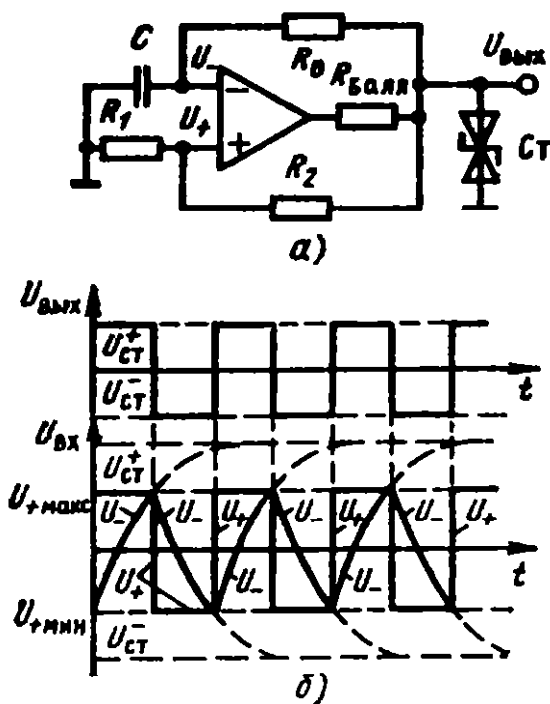 C
U₋
R₀
Rбалл
Uвых
R₁
U₊
R₂
Ст
а)
Uвых
U⁺ст
U⁻ст
t
Uвх
U⁺ст
U₊макс
U₋ U₋ U₊ U₋ U₊ U₋ U₊
t
U₊ U₋ U₋
U₊мин
U⁻ст
б)